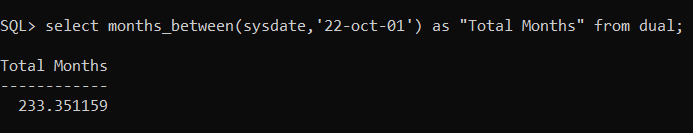 SQL> select months_between(sysdate,'22-oct-01') as "Total Months" from dual;
Total Months
------------
233.351159